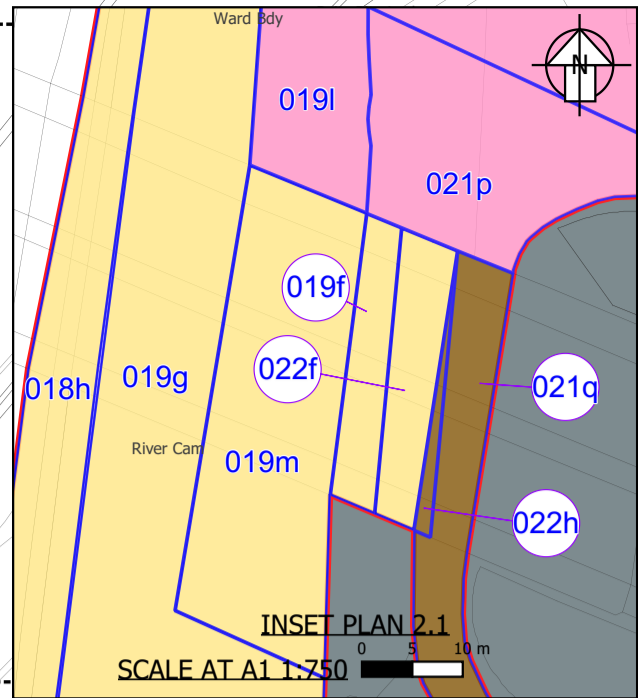 Ward Bdy
N
019l
021p
019f
022f
018h
019g
021q
River Cam
019m
022h
INSET PLAN 2.1
0 5 10 m
SCALE AT A1 1:750